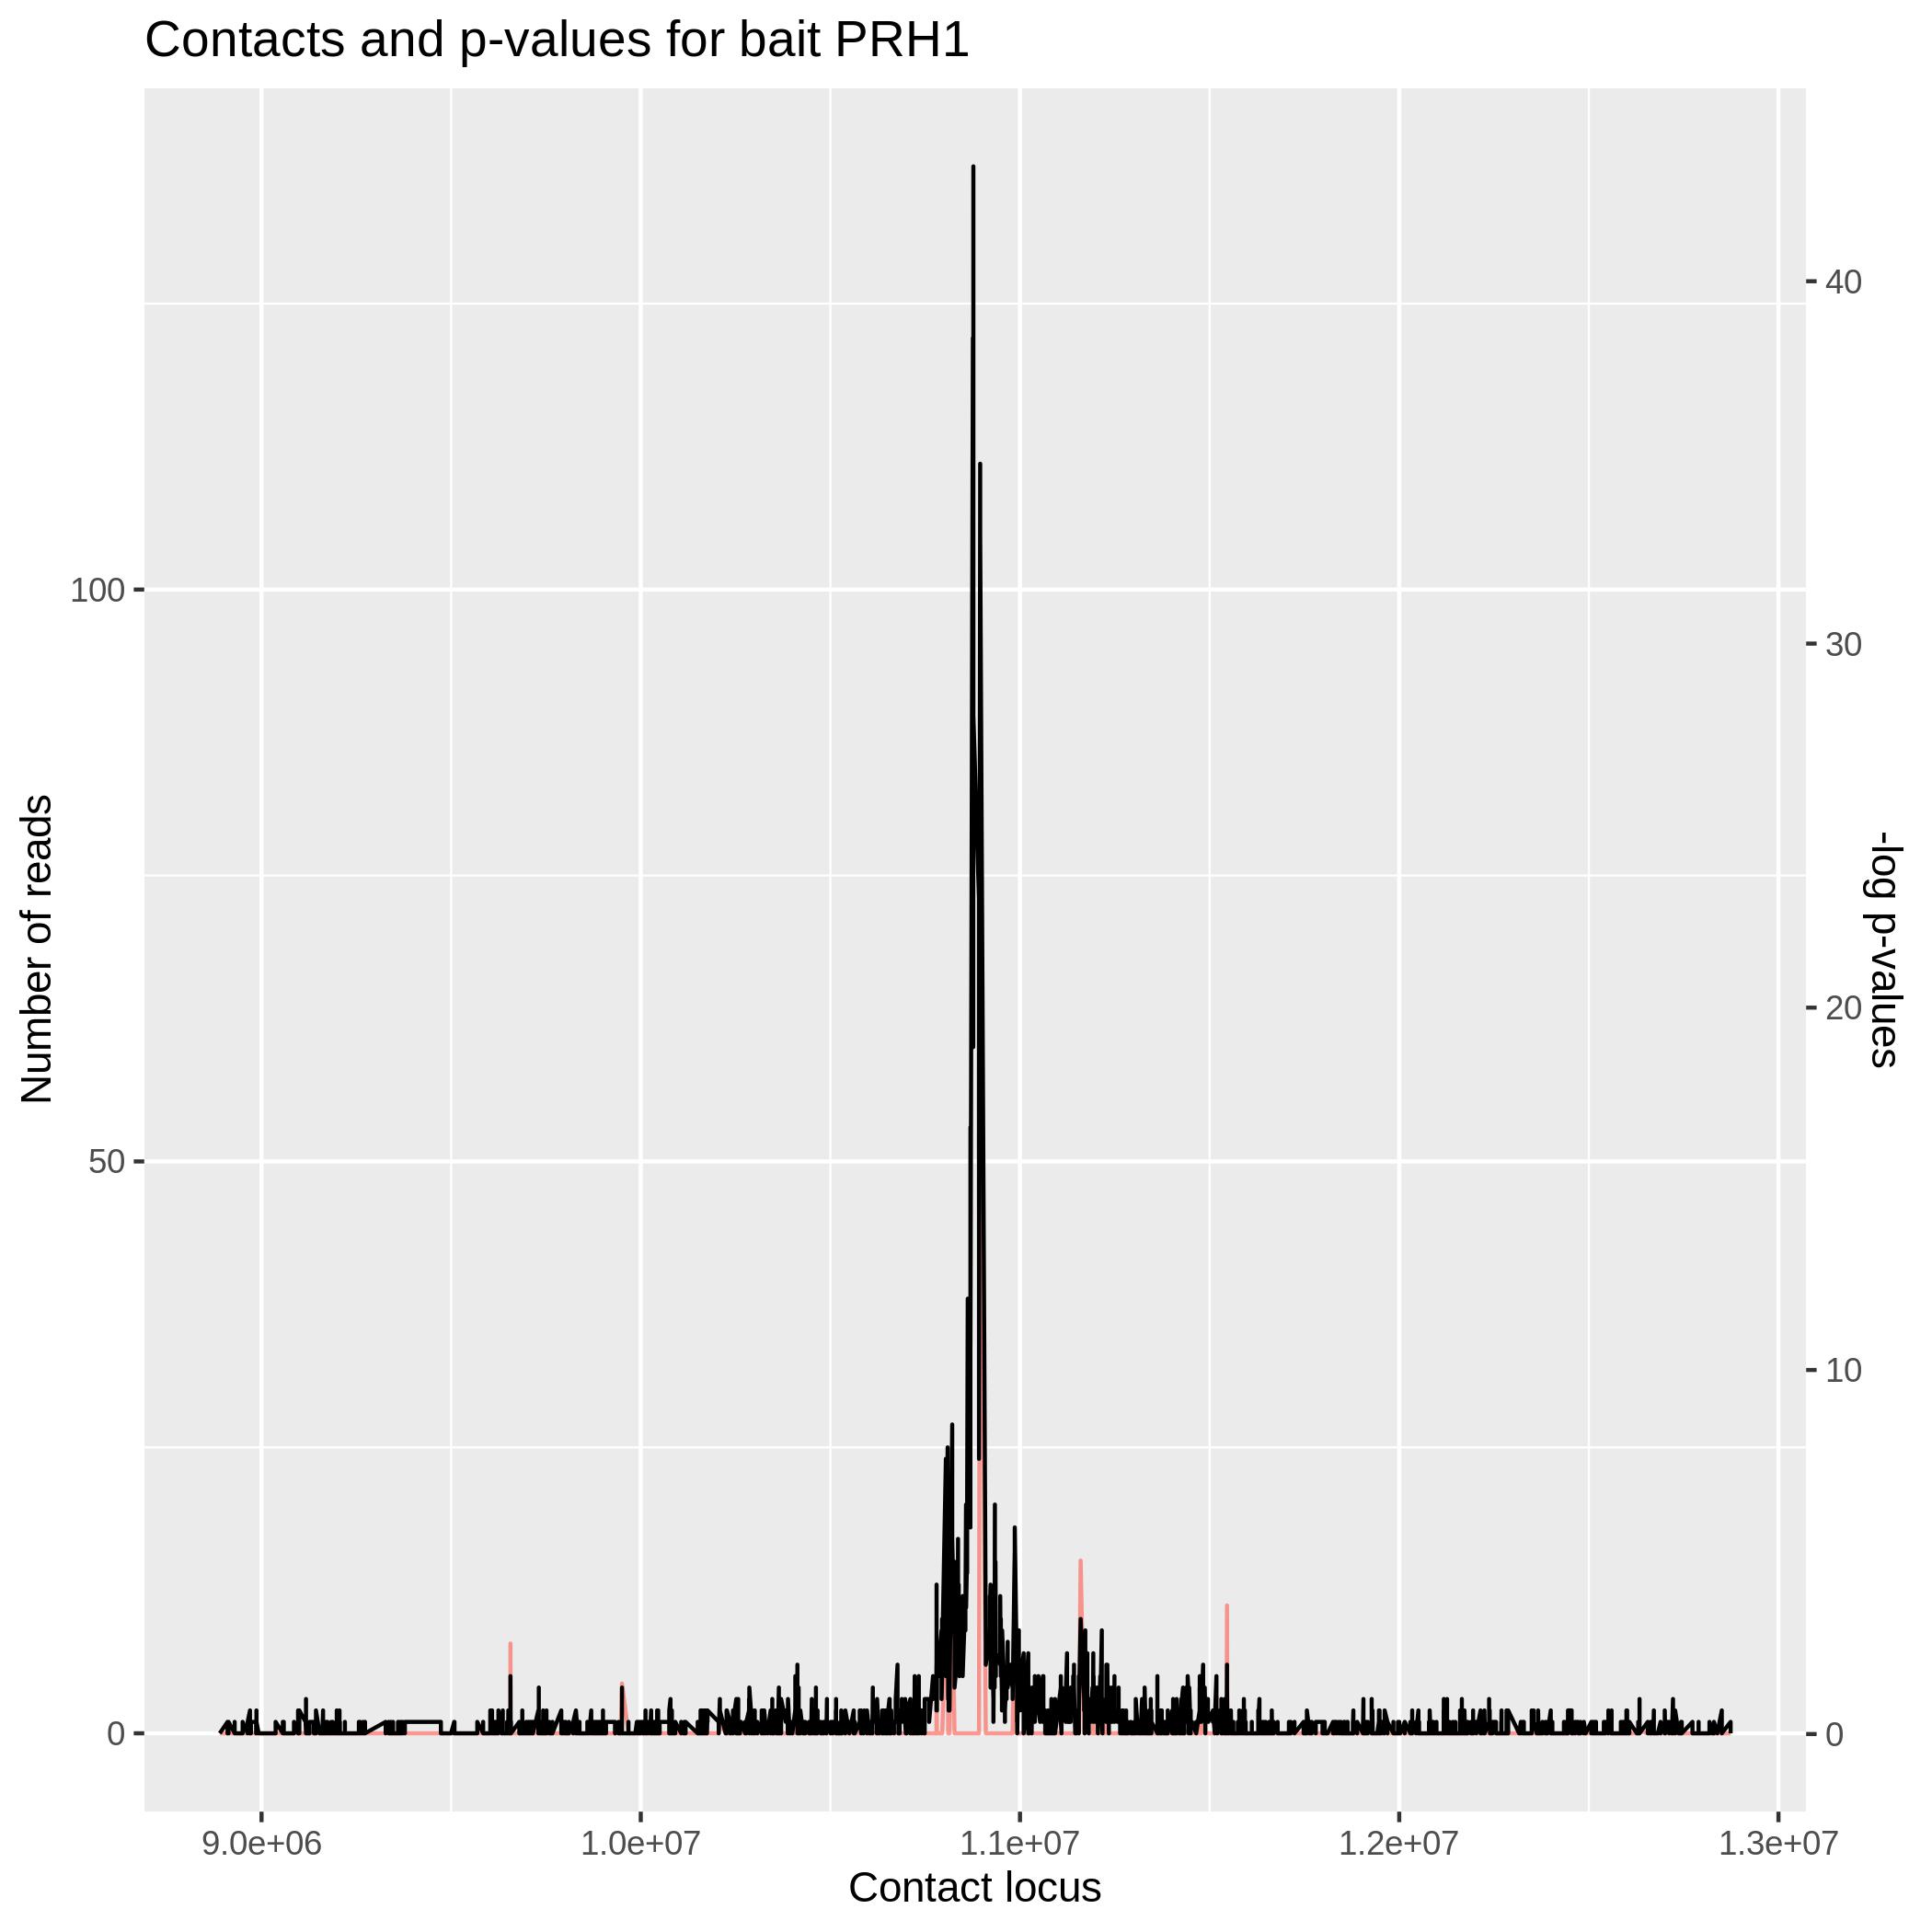 Contacts and p-values for bait PRH1
Number of reads
100
50
0
40
30
20
10
0
-log p-values
9.0e+06
1.0e+07
1.1e+07
1.2e+07
1.3e+07
Contact locus